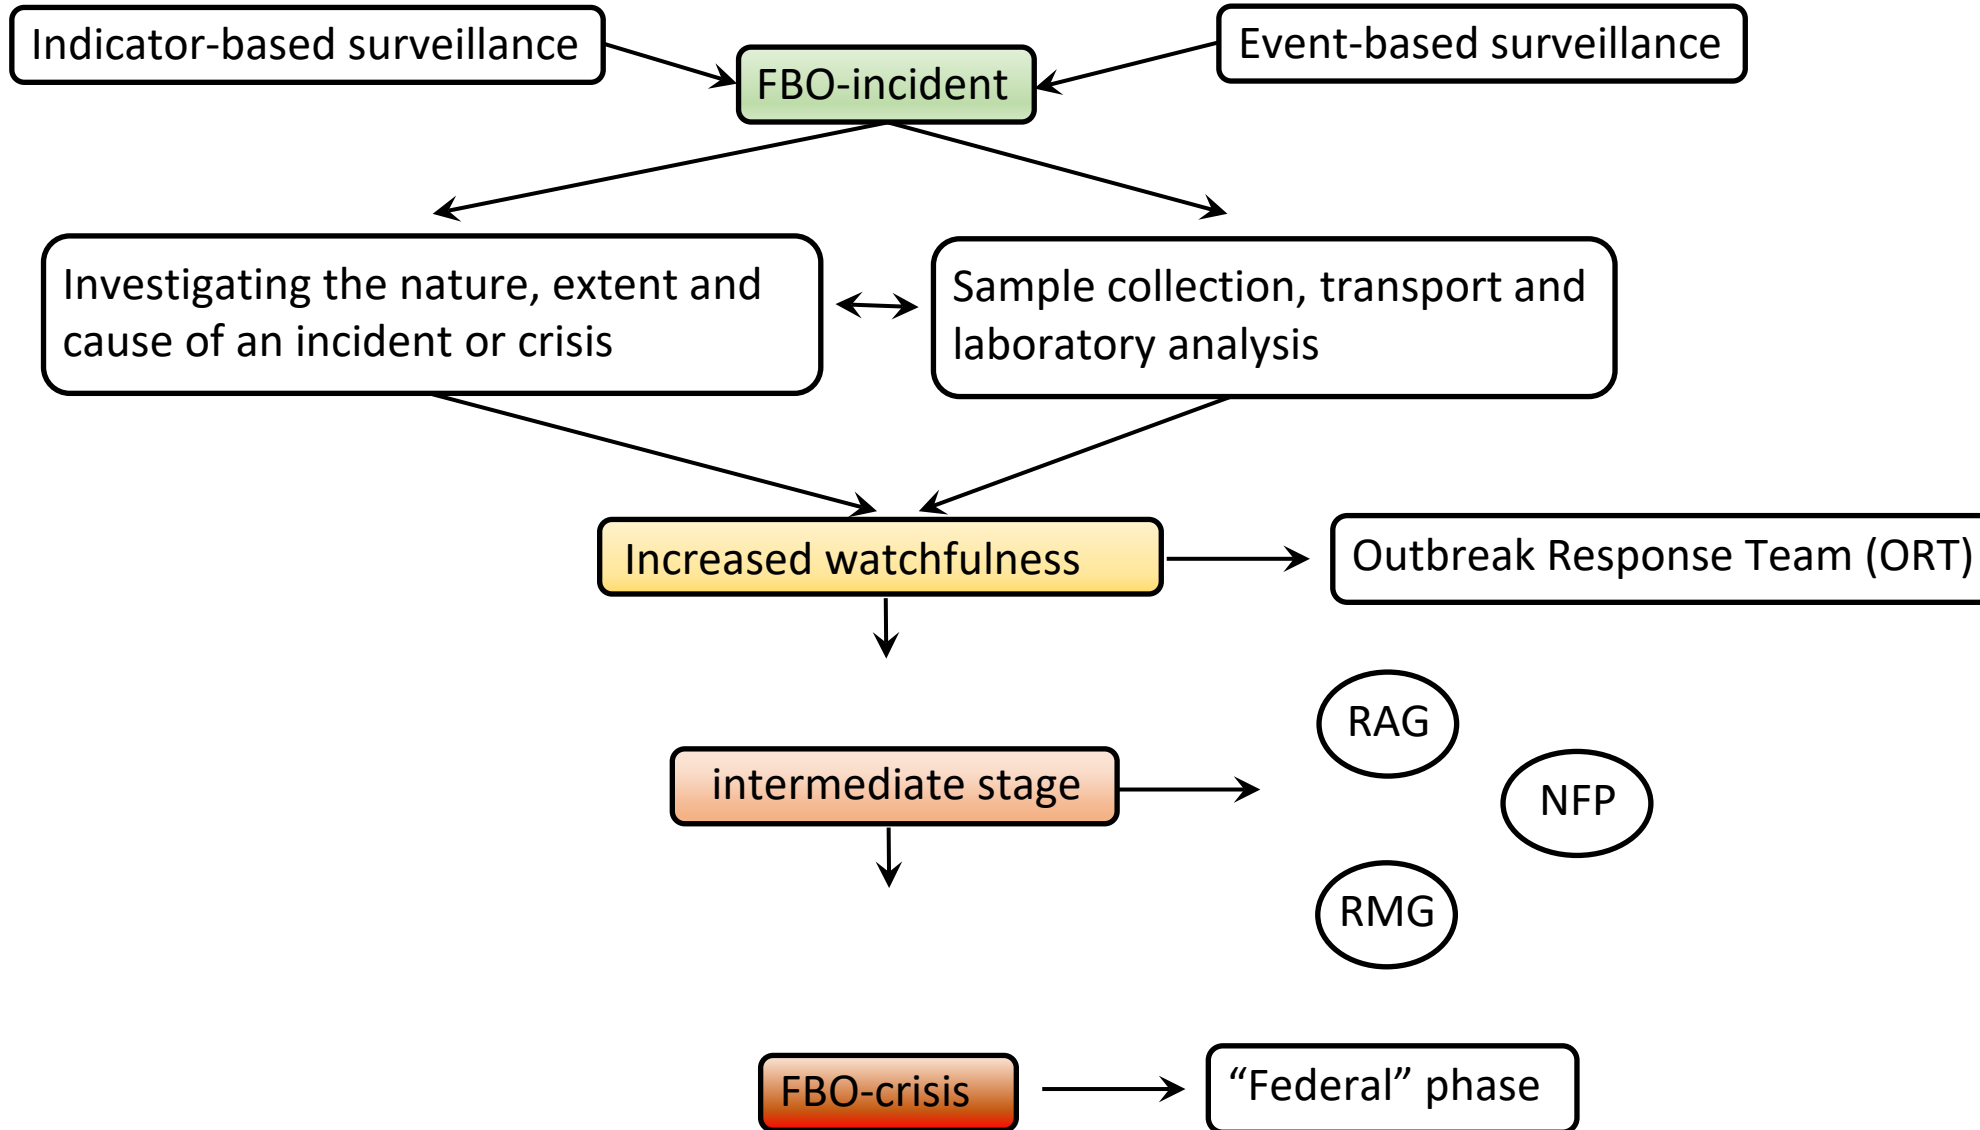 Indicator-based surveillance
Event-based surveillance
FBO-incident
Investigating the nature, extent and
cause of an incident or crisis
Sample collection, transport and
laboratory analysis
Increased watchfulness
Outbreak Response Team (ORT)
RAG
intermediate stage
NFP
RMG
FBO-crisis
“Federal” phase